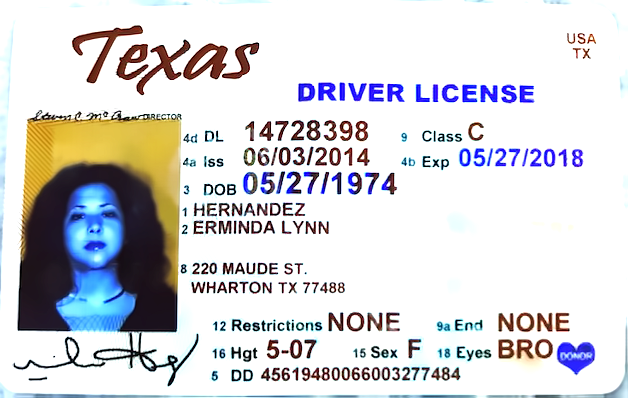 Texas
USA
TX
DRIVER LICENSE
Steven C. McCraw DIRECTOR
4d DL 14728398 9 Class C
4a Iss 06/03/2014 4b Exp 05/27/2018
3 DOB 05/27/1974
1 HERNANDEZ
2 ERMINDA LYNN
8 220 MAUDE ST.
WHARTON TX 77488
12 Restrictions NONE 9a End NONE
16 Hgt 5-07 15 Sex F 18 Eyes BRO DONOR
5 DD 45619480066003277484